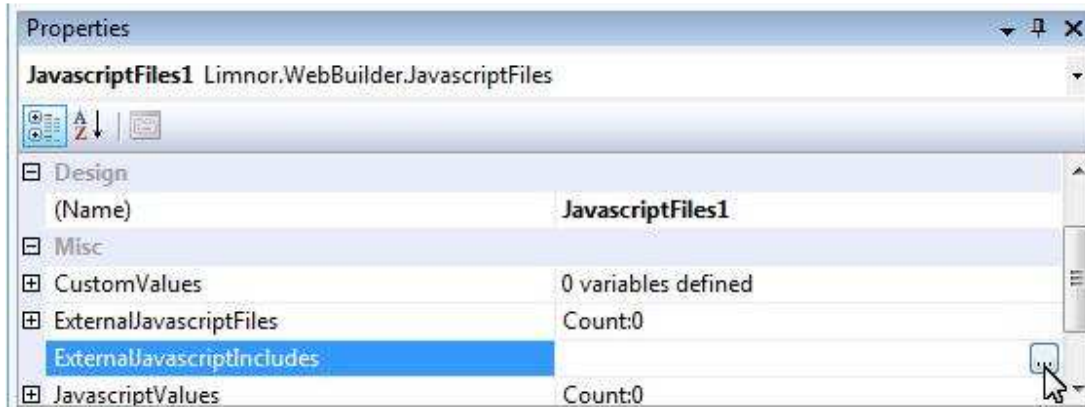 Properties
JavascriptFiles1 Limnor.WebBuilder.JavascriptFiles
A
Z
Design
(Name) JavascriptFiles1
Misc
CustomValues 0 variables defined
ExternalJavascriptFiles Count:0
ExternalJavascriptIncludes ...
JavascriptValues Count:0